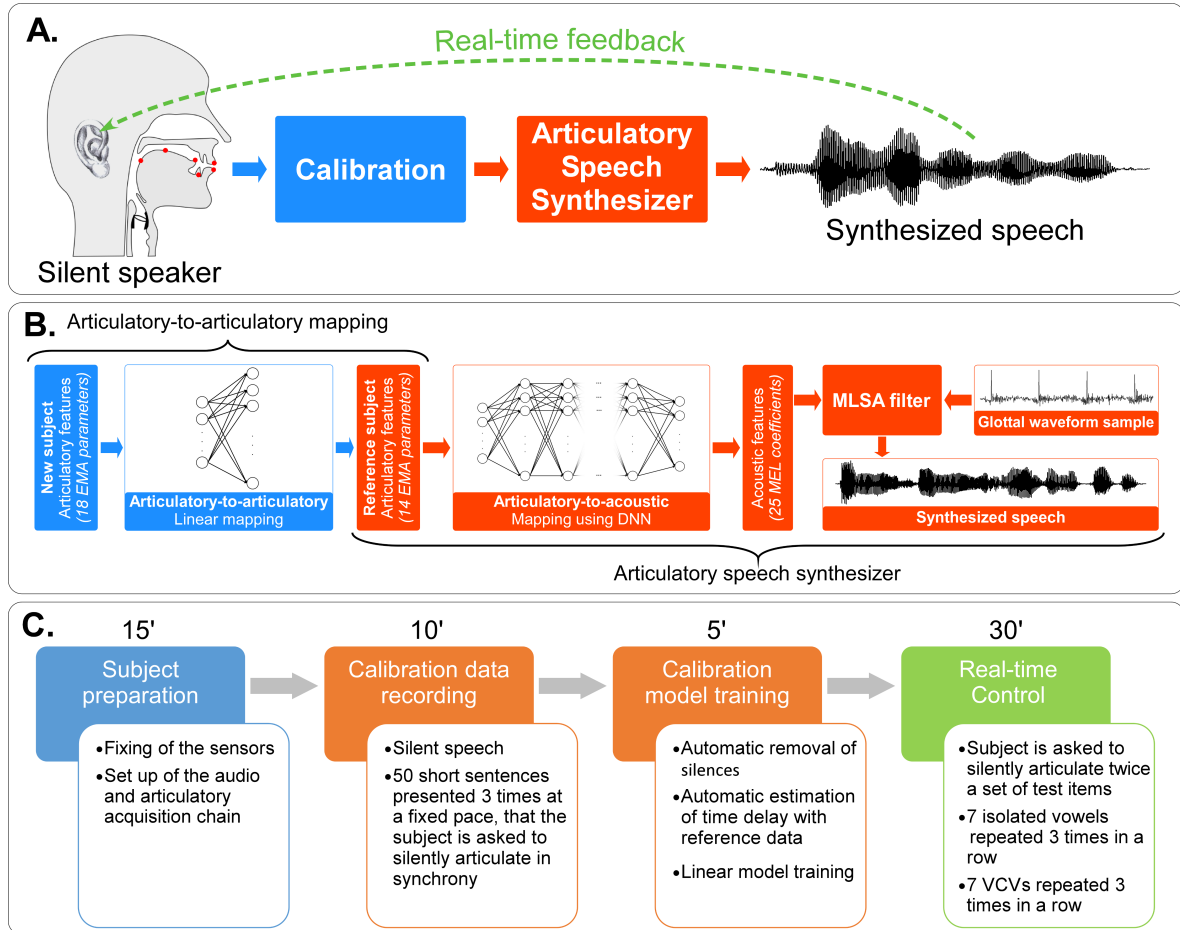 A.
Real-time feedback
Calibration
Articulatory
Speech
Synthesizer
Synthesized speech
Silent speaker
B.
Articulatory-to-articulatory mapping
New subject
Articulatory features
(18 EMA parameters)
Articulatory-to-articulatory
Linear mapping
Reference subject
Articulatory features
(14 EMA parameters)
...
...
Articulatory-to-acoustic
Mapping using DNN
Acoustic features
(25 MEL coefficients)
MLSA filter
Glottal waveform sample
Synthesized speech
Articulatory speech synthesizer
C.
15'
Subject
preparation
•Fixing of the sensors
•Set up of the audio
and articulatory
acquisition chain
10'
Calibration data
recording
•Silent speech
•50 short sentences
presented 3 times at
a fixed pace, that the
subject is asked to
silently articulate in
synchrony
5'
Calibration
model training
•Automatic removal of
silences
•Automatic estimation
of time delay with
reference data
•Linear model training
30'
Real-time
Control
•Subject is asked to
silently articulate twice
a set of test items
•7 isolated vowels
repeated 3 times in a
row
•7 VCVs repeated 3
times in a row